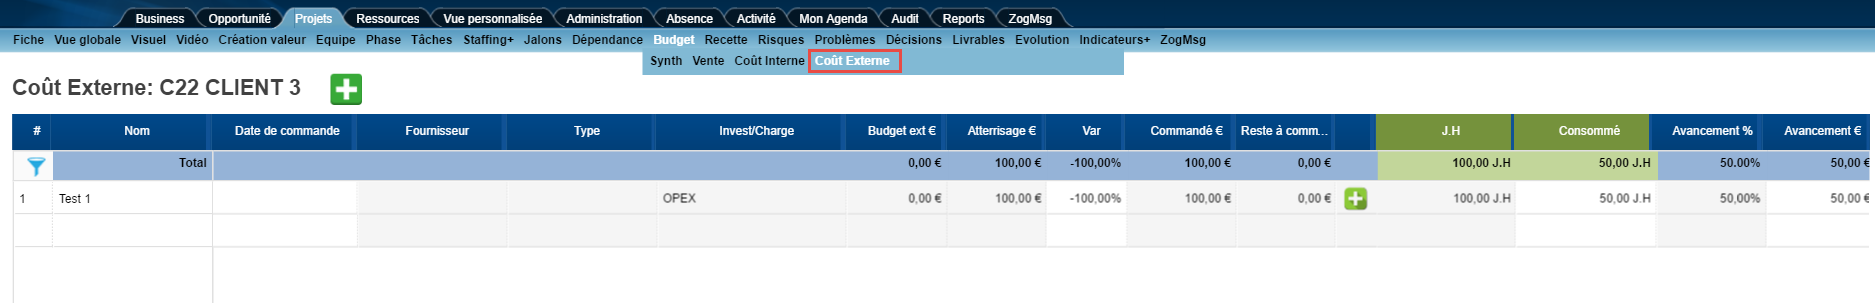 Business Opportunité Projets Ressources Vue personnalisée Administration Absence Activité Mon Agenda Audit Reports ZogMsg
Fiche Vue globale Visuel Vidéo Création valeur Equipe Phase Tâches Staffing+ Jalons Dépendance Budget Recette Risques Problèmes Décisions Livrables Evolution Indicateurs+ ZogMsg
Synth Vente Coût Interne Coût Externe
Coût Externe: C22 CLIENT 3
# Nom Date de commande Fournisseur Type Invest/Charge Budget ext € Atterrisage € Var Commandé € Reste à comm... J.H Consommé Avancement % Avancement €
Total 0,00 € 100,00 € -100,00% 100,00 € 0,00 € 100,00 J.H 50,00 J.H 50.00% 50,00 €
1 Test 1 OPEX 0,00 € 100,00 € -100,00% 100,00 € 0,00 € 100,00 J.H 50,00 J.H 50,00% 50,00 €